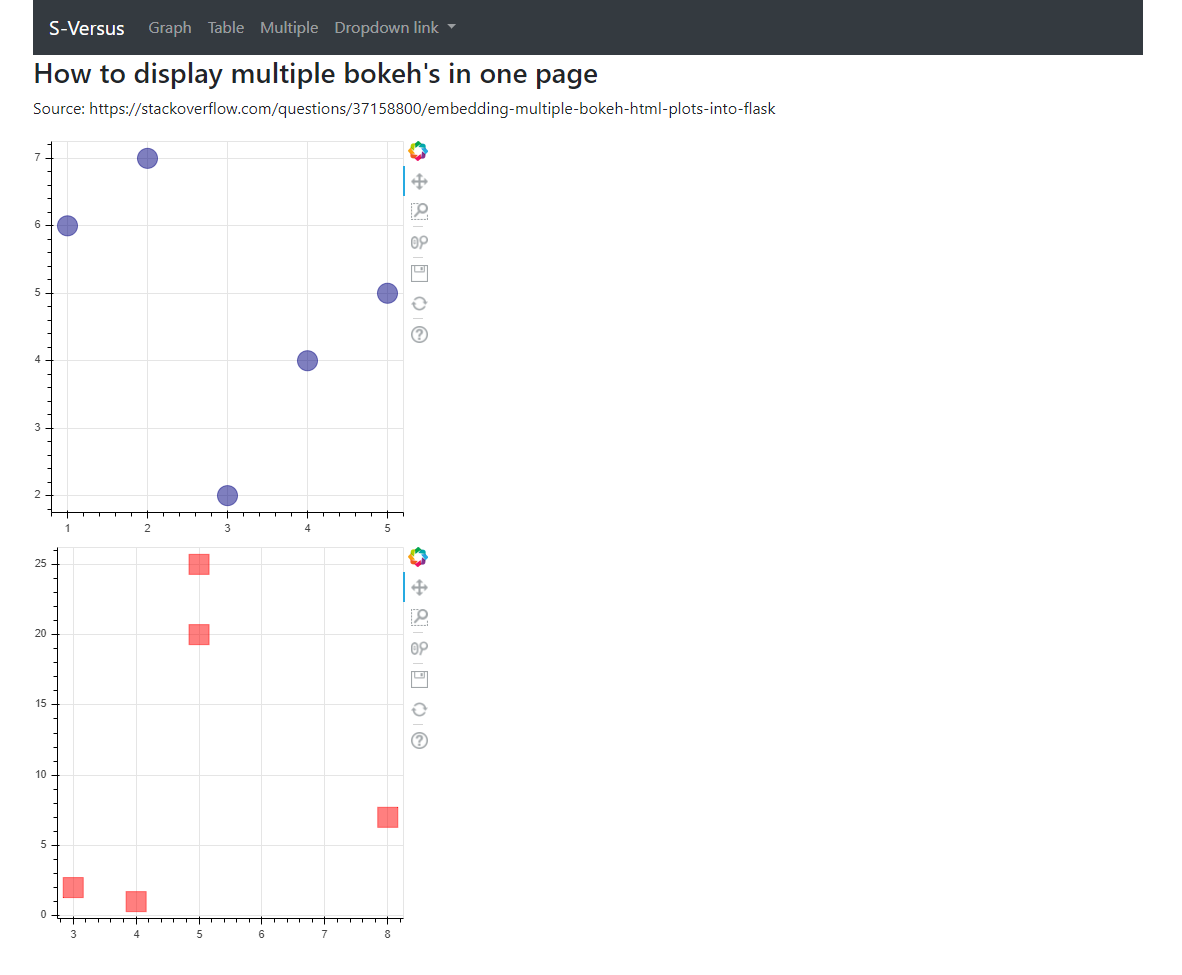 S-Versus Graph Table Multiple Dropdown link
How to display multiple bokeh's in one page
Source: https://stackoverflow.com/questions/37158800/embedding-multiple-bokeh-html-plots-into-flask
7
6
5
4
3
2
1 2 3 4 5
25
20
15
10
5
0
3 4 5 6 7 8